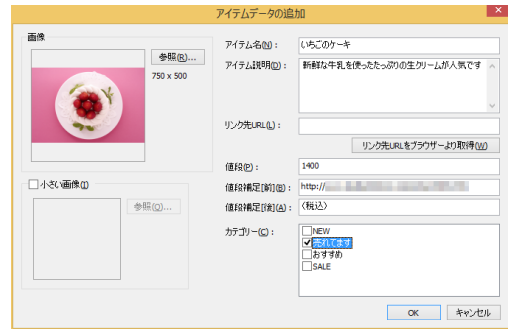 アイテムデータの追加
画像
参照(R)...
750 x 500
小さい画像(I)
参照(O)...
アイテム名(N)：
いちごのケーキ
アイテム説明(D)：
新鮮な牛乳を使ったたっぷりの生クリームが人気です
リンク先URL(L)：
リンク先URLをブラウザーより取得(W)
値段(P)：
1400
値段補足[前](B)：
http://
値段補足[後](A)：
（税込）
カテゴリー(C)：
NEW
売れてます
おすすめ
SALE
OK
キャンセル